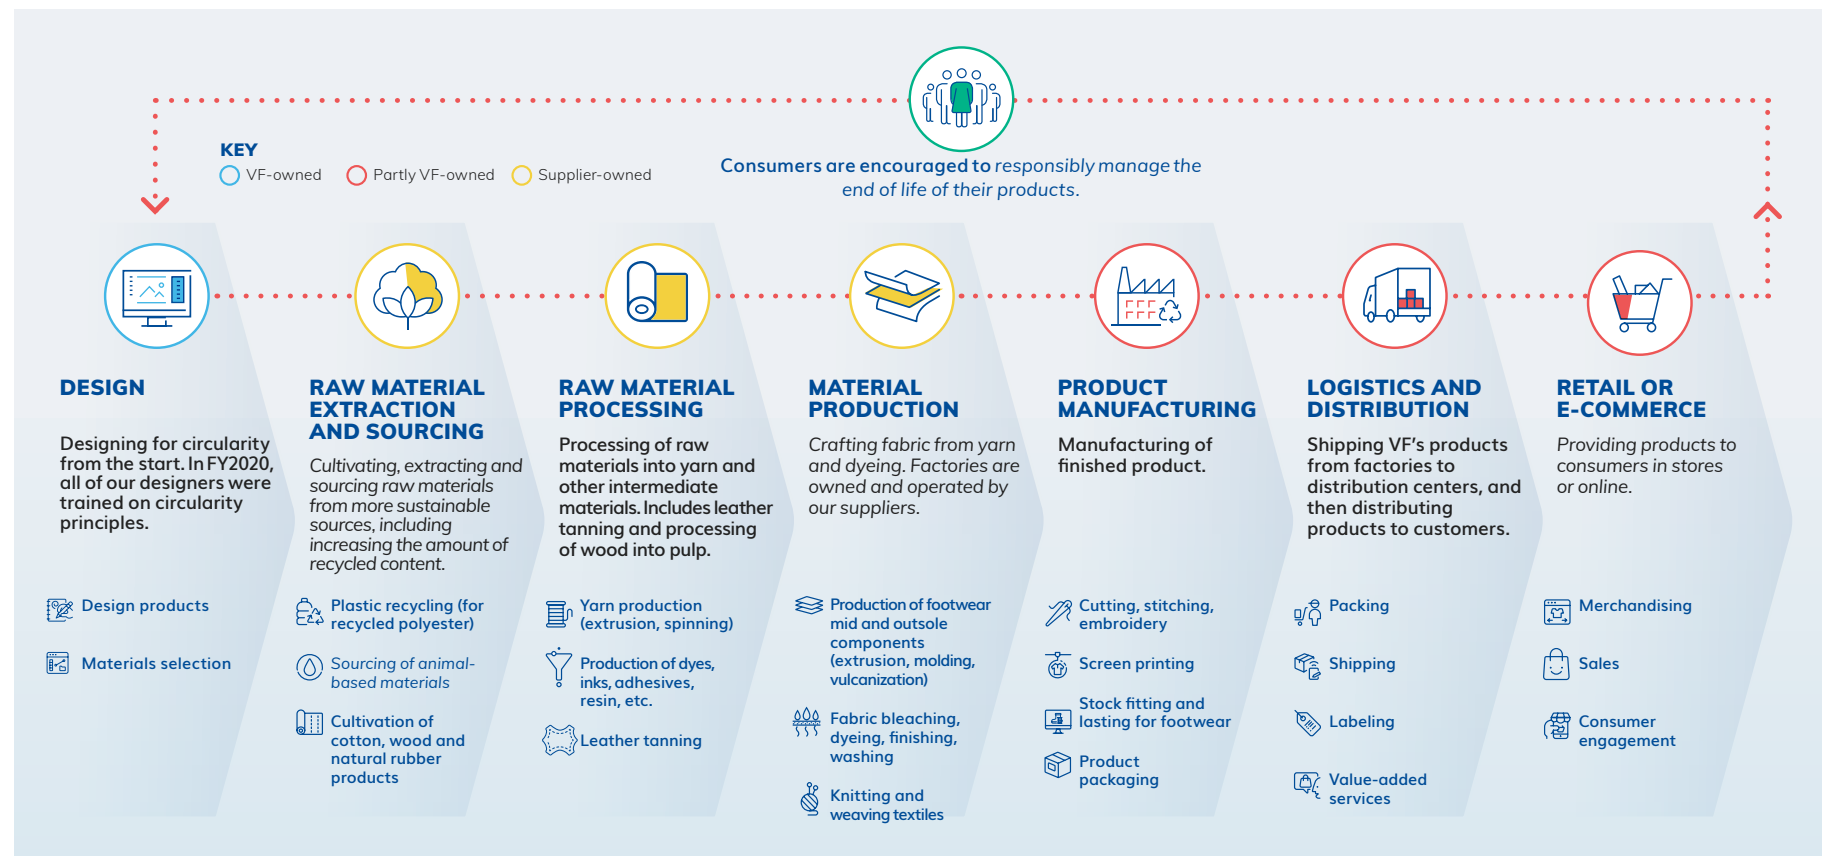 Consumers are encouraged to responsibly manage the
end of life of their products.
KEY
VF-owned
Partly VF-owned
Supplier-owned
DESIGN
Designing for circularity
from the start. In FY2020,
all of our designers were
trained on circularity
principles.
Design products
Materials selection
RAW MATERIAL
EXTRACTION
AND SOURCING
Cultivating, extracting and
sourcing raw materials
from more sustainable
sources, including
increasing the amount of
recycled content.
Plastic recycling (for
recycled polyester)
Sourcing of animal-
based materials
Cultivation of
cotton, wood and
natural rubber
products
RAW MATERIAL
PROCESSING
Processing of raw
materials into yarn and
other intermediate
materials. Includes leather
tanning and processing
of wood into pulp.
Yarn production
(extrusion, spinning)
Production of dyes,
inks, adhesives,
resin, etc.
Leather tanning
MATERIAL
PRODUCTION
Crafting fabric from yarn
and dyeing. Factories are
owned and operated by
our suppliers.
Production of footwear
mid and outsole
components
(extrusion, molding,
vulcanization)
Fabric bleaching,
dyeing, finishing,
washing
Knitting and
weaving textiles
PRODUCT
MANUFACTURING
Manufacturing of
finished product.
Cutting, stitching,
embroidery
Screen printing
Stock fitting and
lasting for footwear
Product
packaging
LOGISTICS AND
DISTRIBUTION
Shipping VF's products
from factories to
distribution centers, and
then distributing
products to customers.
Packing
Shipping
Labeling
Value-added
services
RETAIL OR
E-COMMERCE
Providing products to
consumers in stores
or online.
Merchandising
Sales
Consumer
engagement